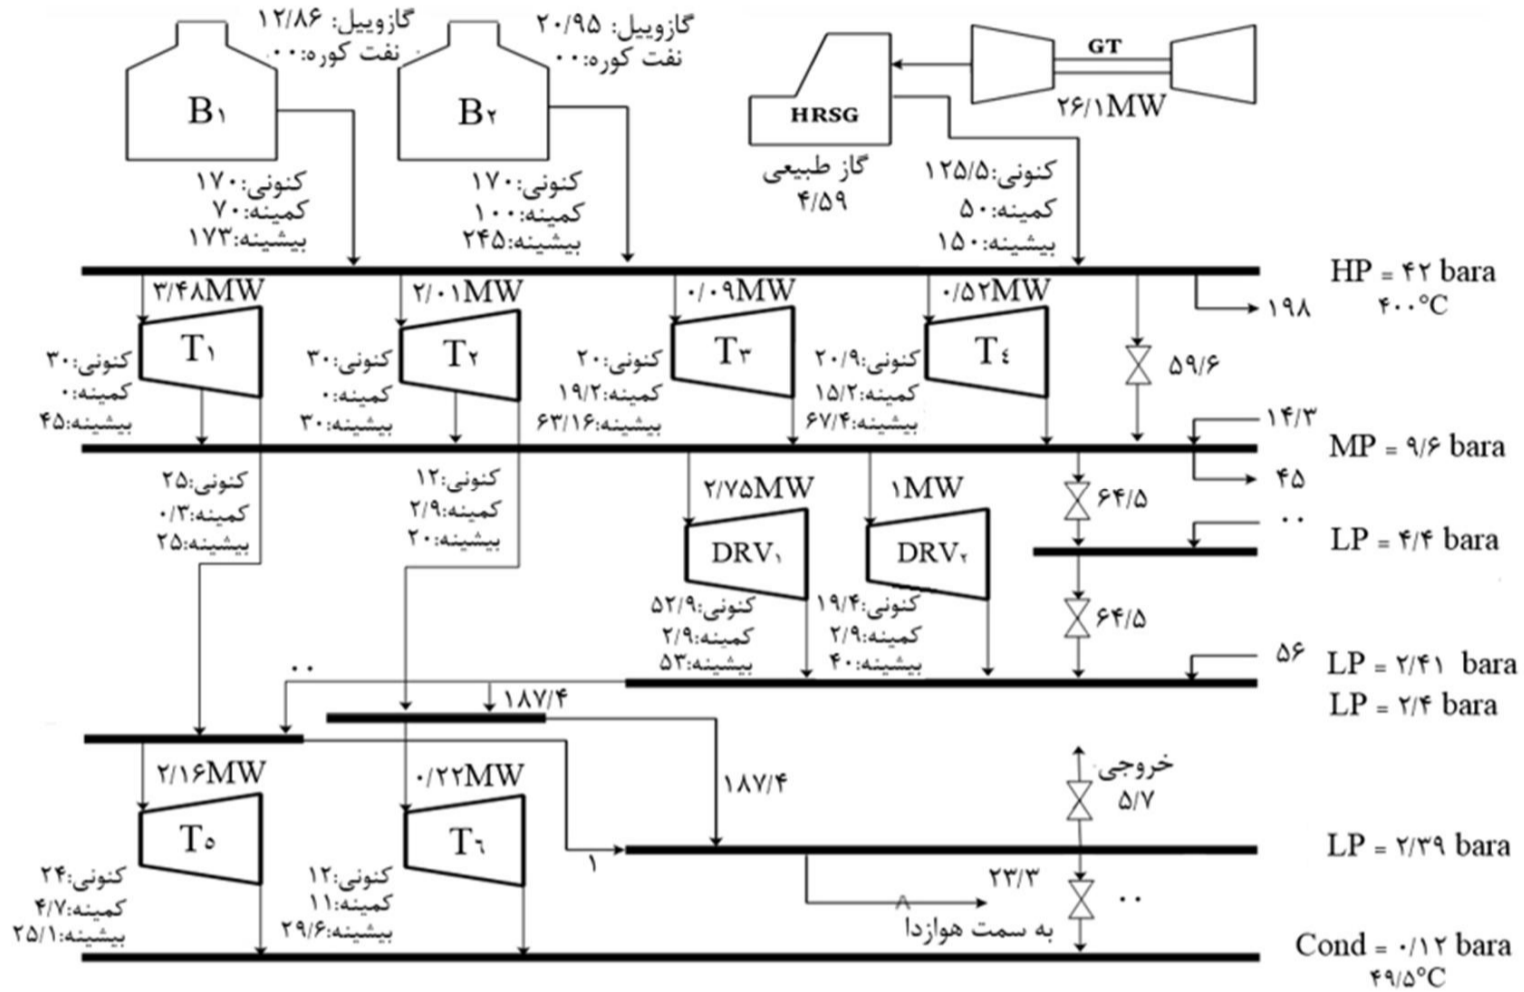 گازوییل: ۱۲/۸۶
نفت کوره: ۰۰
B۱
کنونی: ۱۷۰
کمینه: ۷۰
بیشینه: ۱۷۳
گازوییل: ۲۰/۹۵
نفت کوره: ۰۰
B۲
کنونی: ۱۷۰
کمینه: ۱۰۰
بیشینه: ۲۴۵
HRSG
گاز طبیعی
۴/۵۹
GT
۲۶/۱MW
کنونی: ۱۲۵/۵
کمینه: ۵۰
بیشینه: ۱۵۰
HP = ۴۲ bara
۴۰۰°C
۱۹۸
۳/۴۸MW
T۱
کنونی: ۳۰
کمینه: ۰
بیشینه: ۴۵
۲/۰۱MW
T۲
کنونی: ۳۰
کمینه: ۰
بیشینه: ۳۰
۰/۰۹MW
T۳
کنونی: ۲۰
کمینه: ۱۹/۲
بیشینه: ۶۳/۱۶
۰/۵۲MW
T٤
کنونی: ۲۰/۹
کمینه: ۱۵/۲
بیشینه: ۶۷/۴
۵۹/۶
۱۴/۳
MP = ۹/۶ bara
۴۵
کنونی: ۲۵
کمینه: ۰/۳
بیشینه: ۲۵
کنونی: ۱۲
کمینه: ۲/۹
بیشینه: ۲۰
۲/۷۵MW
DRV۱
کنونی: ۵۲/۹
کمینه: ۲/۹
بیشینه: ۵۳
۱MW
DRV۲
کنونی: ۱۹/۴
کمینه: ۲/۹
بیشینه: ۴۰
۶۴/۵
۰۰
LP = ۴/۴ bara
۶۴/۵
۵۶
LP = ۲/۴۱ bara
LP = ۲/۴ bara
۰۰
۱۸۷/۴
۲/۱۶MW
T٥
کنونی: ۲۴
کمینه: ۴/۷
بیشینه: ۲۵/۱
۰/۲۲MW
T٦
کنونی: ۱۲
کمینه: ۱۱
بیشینه: ۲۹/۶
۱۸۷/۴
۱
خروجی
۵/۷
LP = ۲/۳۹ bara
۲۳/۳
به سمت هوازدا
۰۰
Cond = ۰/۱۲ bara
۴۹/۵°C